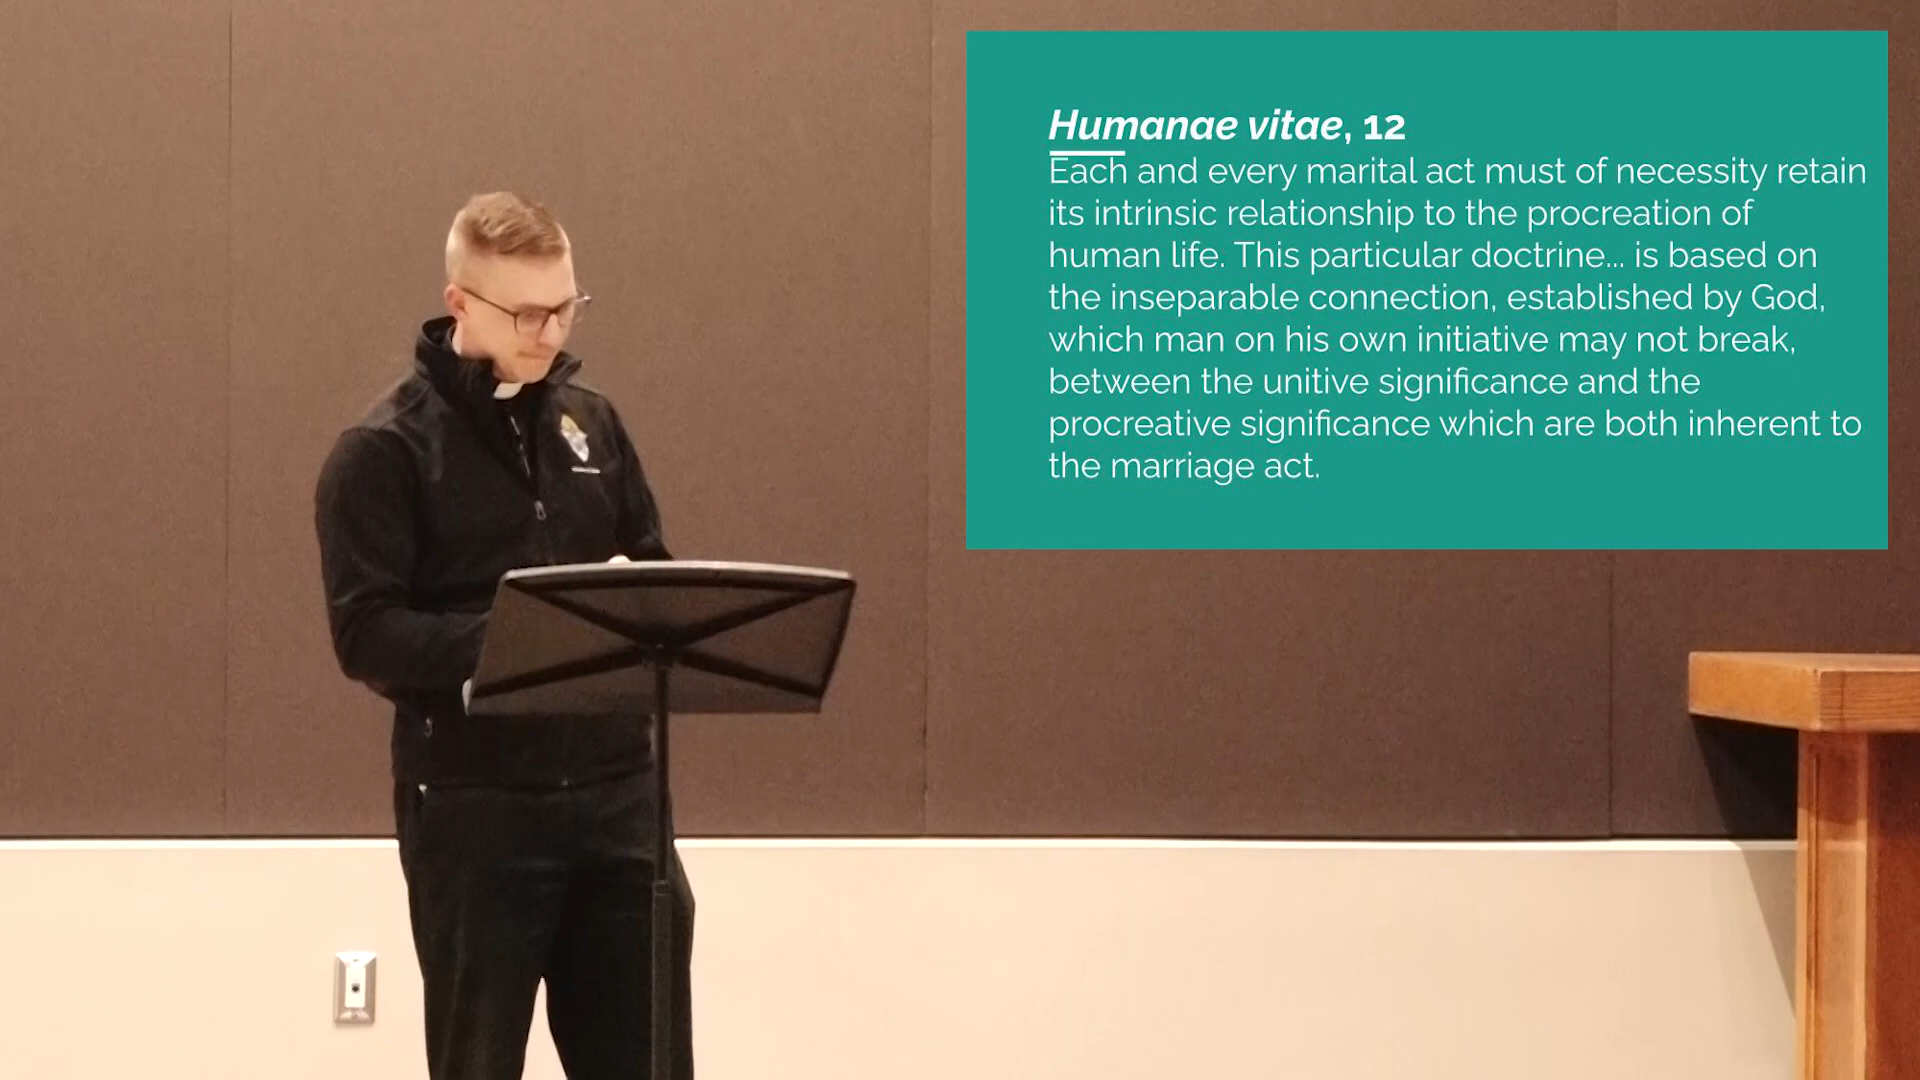 Humanae vitae, 12
Each and every marital act must of necessity retain
its intrinsic relationship to the procreation of
human life. This particular doctrine... is based on
the inseparable connection, established by God,
which man on his own initiative may not break,
between the unitive significance and the
procreative significance which are both inherent to
the marriage act.